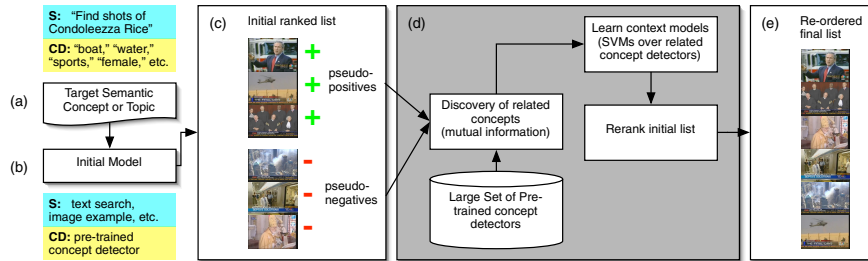 S: "Find shots of
Condoleezza Rice"
CD: "boat," "water,"
"sports," "female," etc.
(a)
Target Semantic
Concept or Topic
(b)
Initial Model
S: text search,
image example, etc.
CD: pre-trained
concept detector
(c)
Initial ranked list
+
+
+
pseudo-
positives
-
-
-
pseudo-
negatives
(d)
Discovery of related
concepts
(mutual information)
Large Set of Pre-
trained concept
detectors
Learn context models
(SVMs over related
concept detectors)
Rerank initial list
(e)
Re-ordered
final list